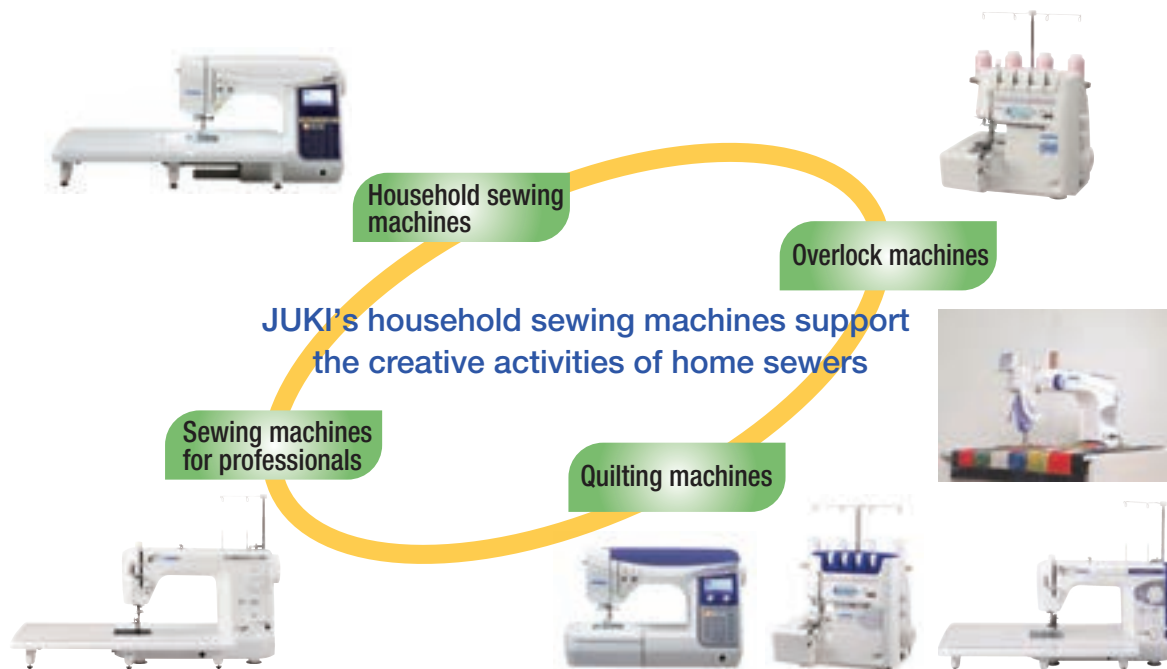 Household sewing
machines
Overlock machines
JUKI's household sewing machines support
the creative activities of home sewers
Sewing machines
for professionals
Quilting machines